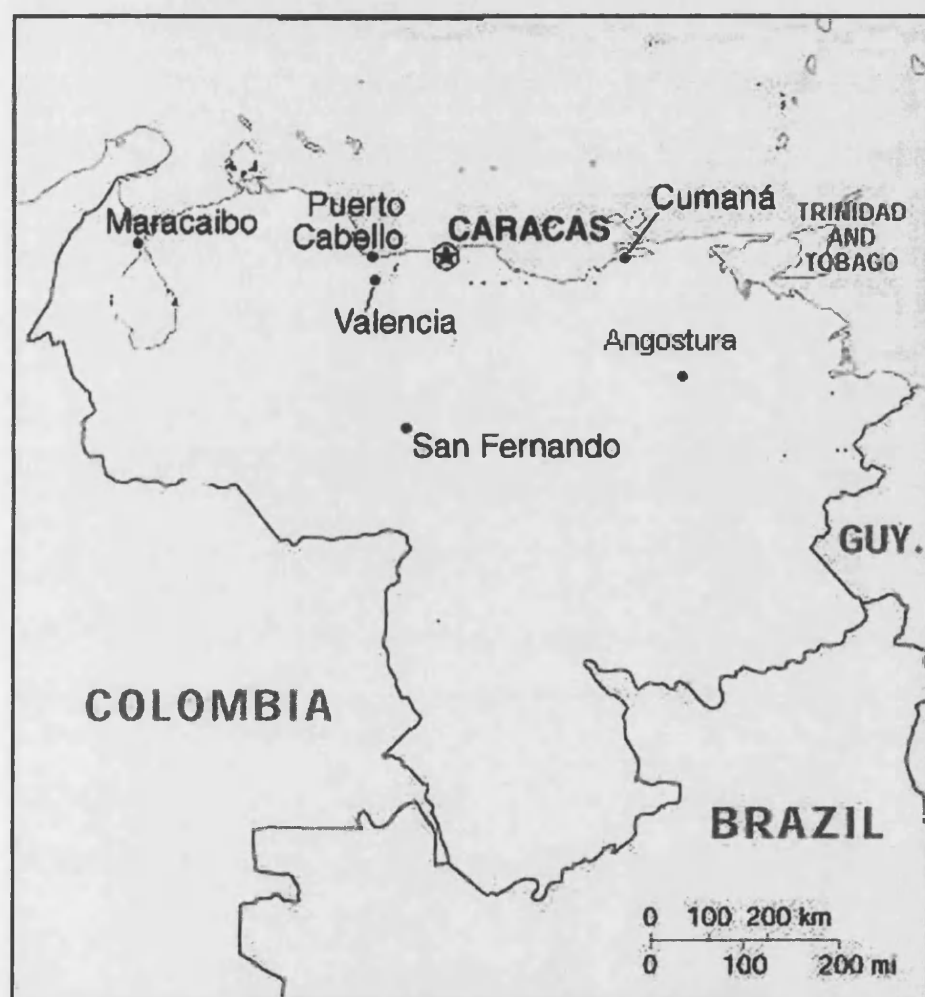 Maracaibo
Puerto
Cabello
CARACAS
Cumaná
TRINIDAD
AND
TOBAGO
Valencia
Angostura
San Fernando
GUY.
COLOMBIA
BRAZIL
0 100 200 km
0 100 200 mi